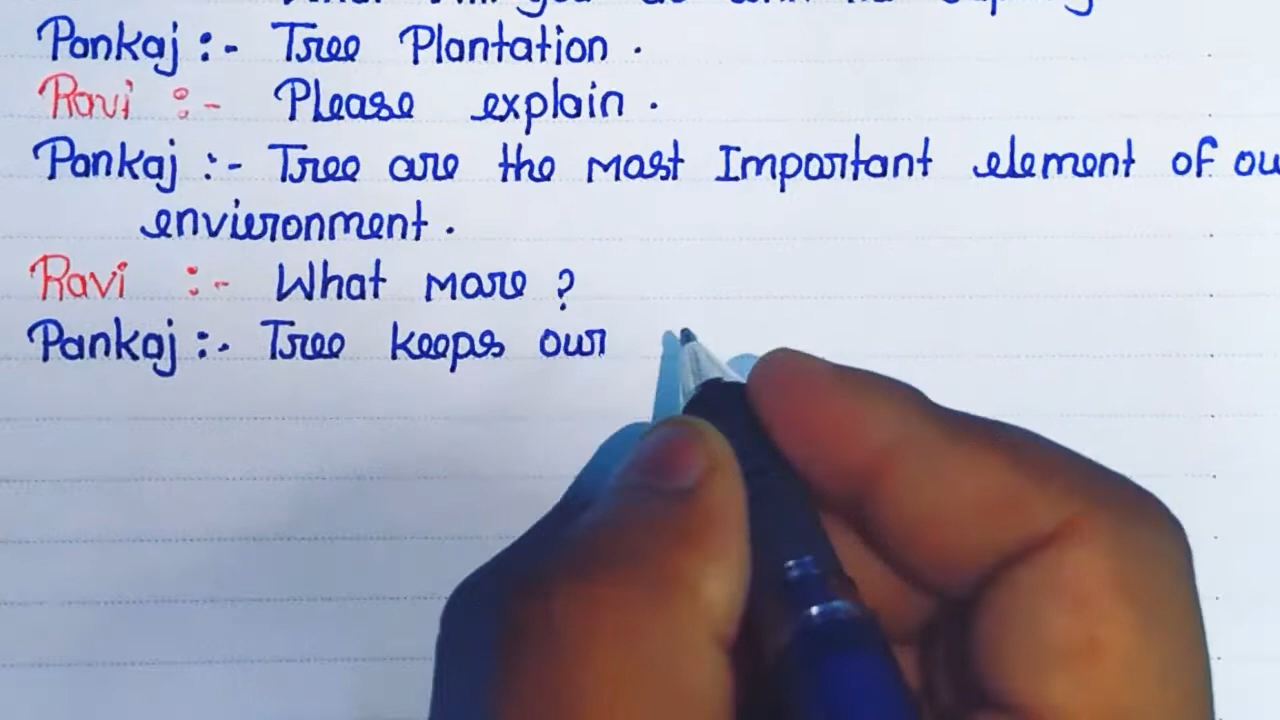 you
Pankaj :- Tree Plantation .
Ravi :- Please explain .
Pankaj :- Tree are the most Important element of
envieronment .
Ravi :- What more ?
Pankaj :- Tree keeps our